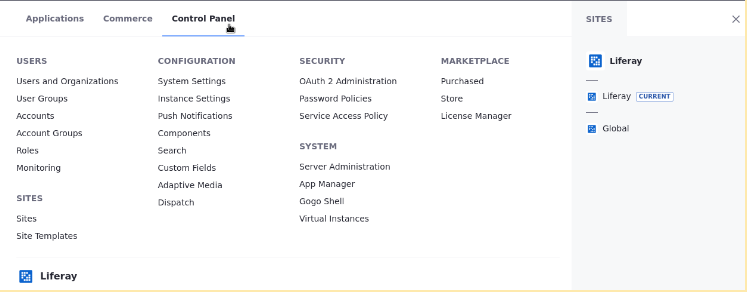 Applications Commerce Control Panel
USERS
Users and Organizations
User Groups
Accounts
Account Groups
Roles
Monitoring
SITES
Sites
Site Templates
CONFIGURATION
System Settings
Instance Settings
Push Notifications
Components
Search
Custom Fields
Adaptive Media
Dispatch
SECURITY
OAuth 2 Administration
Password Policies
Service Access Policy
SYSTEM
Server Administration
App Manager
Gogo Shell
Virtual Instances
MARKETPLACE
Purchased
Store
License Manager
Liferay
SITES
Liferay
Liferay CURRENT
Global